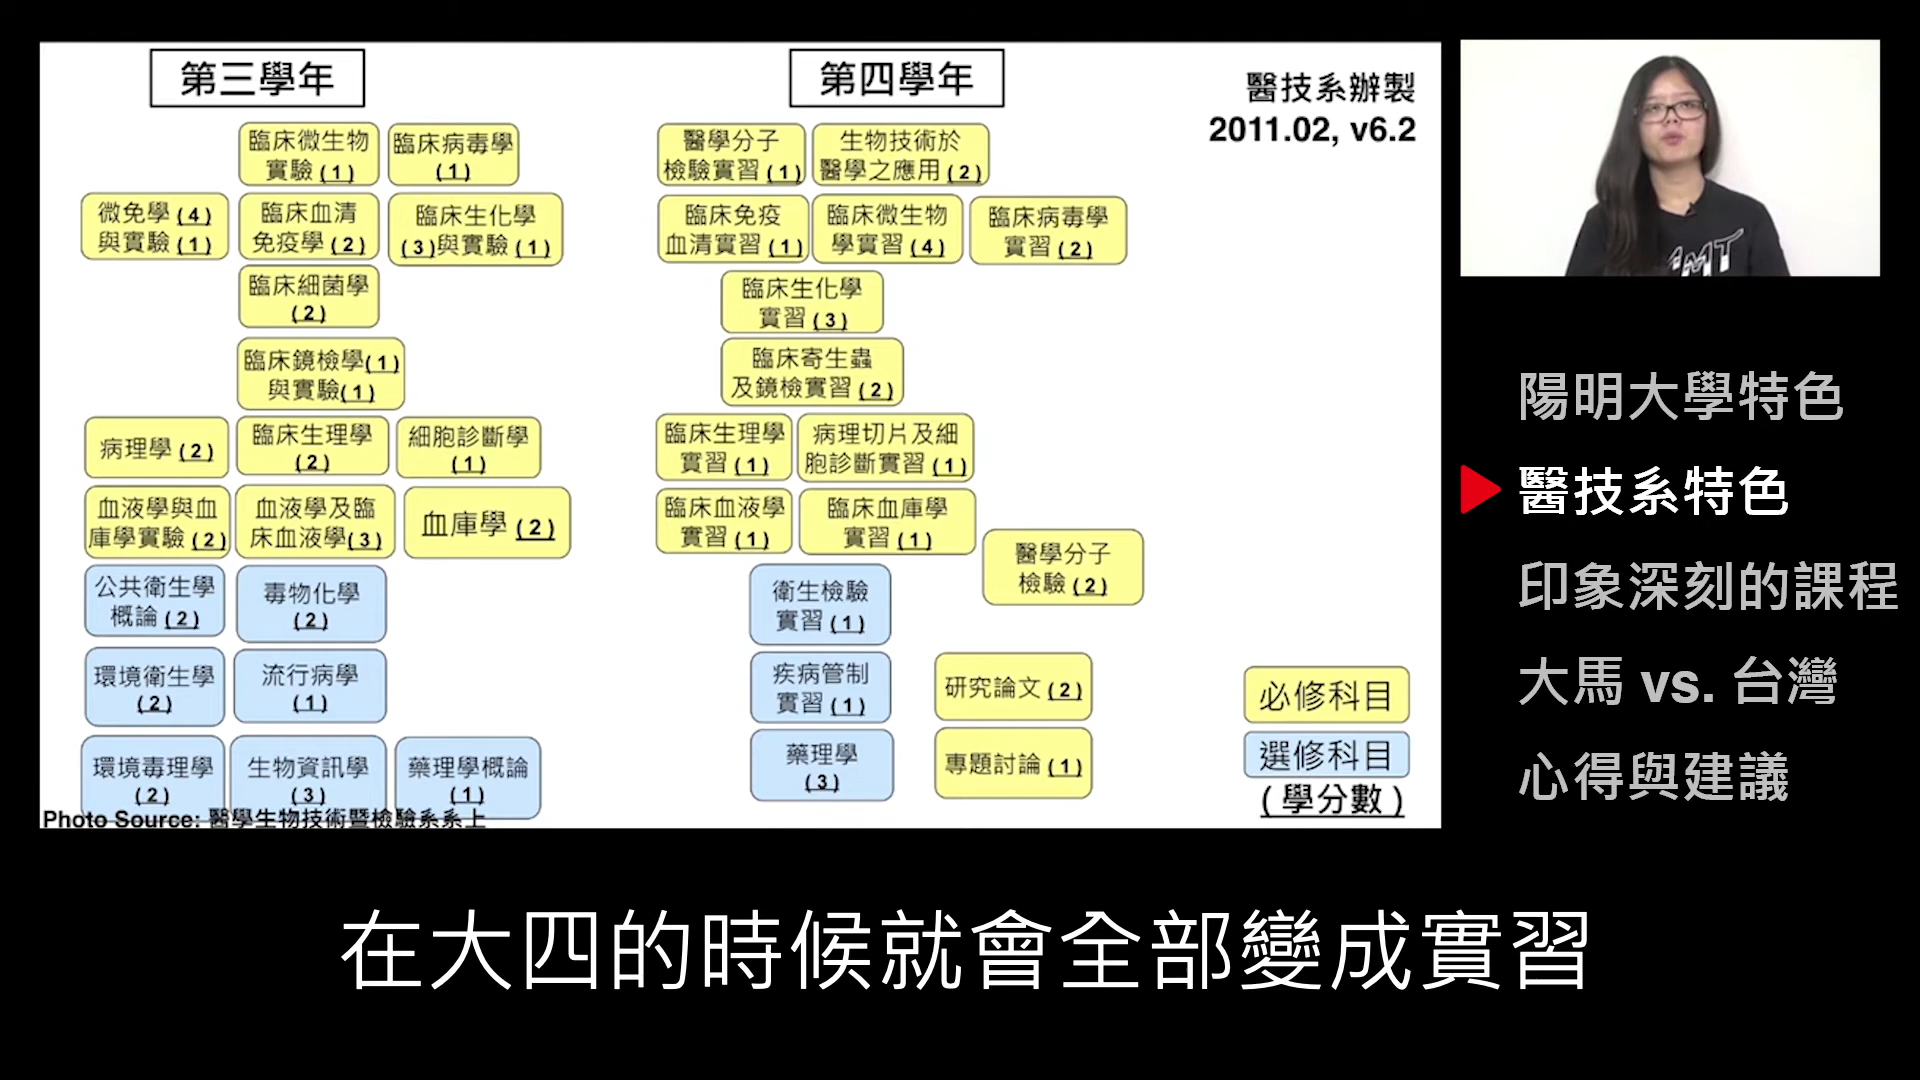 第三學年
第四學年
醫技系辦製
2011.02, v6.2
臨床微生物
實驗 (1)
臨床病毒學
(1)
微免學 (4)
與實驗 (1)
臨床血清
免疫學 (2)
臨床生化學
(3)與實驗 (1)
臨床細菌學
(2)
臨床鏡檢學(1)
與實驗(1)
病理學 (2)
臨床生理學
(2)
細胞診斷學
(1)
血液學與血
庫學實驗 (2)
血液學及臨
床血液學(3)
血庫學 (2)
公共衛生學
概論 (2)
毒物化學
(2)
環境衛生學
(2)
流行病學
(1)
環境毒理學
(2)
生物資訊學
(3)
藥理學概論
(1)
Photo Source: 醫學生物技術暨檢驗系系上
醫學分子
檢驗實習 (1)
生物技術於
醫學之應用 (2)
臨床免疫
血清實習 (1)
臨床微生物
學實習 (4)
臨床病毒學
實習 (2)
臨床生化學
實習 (3)
臨床寄生蟲
及鏡檢實習 (2)
臨床生理學
實習 (1)
病理切片及細
胞診斷實習 (1)
臨床血液學
實習 (1)
臨床血庫學
實習 (1)
醫學分子
檢驗 (2)
衛生檢驗
實習 (1)
疾病管制
實習 (1)
研究論文 (2)
藥理學
(3)
專題討論 (1)
必修科目
選修科目
(學分數)
陽明大學特色
醫技系特色
印象深刻的課程
大馬 vs. 台灣
心得與建議
在大四的時候就會全部變成實習